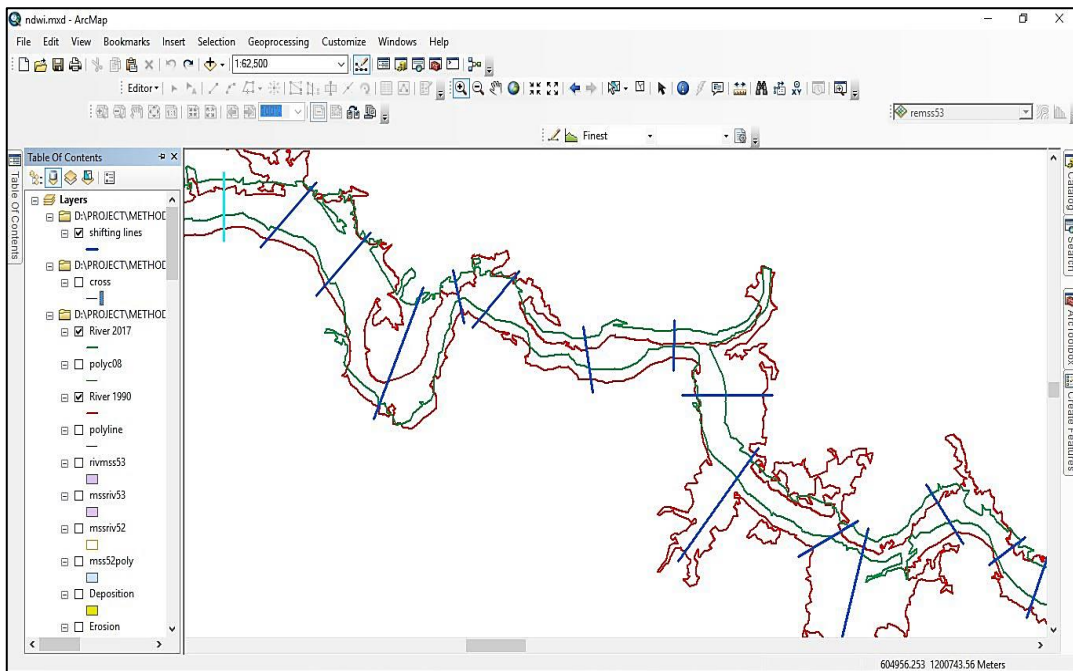 ndwi.mxd - ArcMap
File Edit View Bookmarks Insert Selection Geoprocessing Customize Windows Help
1:62,500
Editor
remss53
Finest
Table Of Contents
Table Of Contents
Layers
D:\PROJECT\METHOD
shifting lines
D:\PROJECT\METHOD
cross
D:\PROJECT\METHOD
River 2017
polyc08
River 1990
polyline
rivmss53
mssriv53
mssriv52
mss52poly
Deposition
Erosion
Catalog
Search
ArcToolbox
Create Features
604956.253 1200743.56 Meters